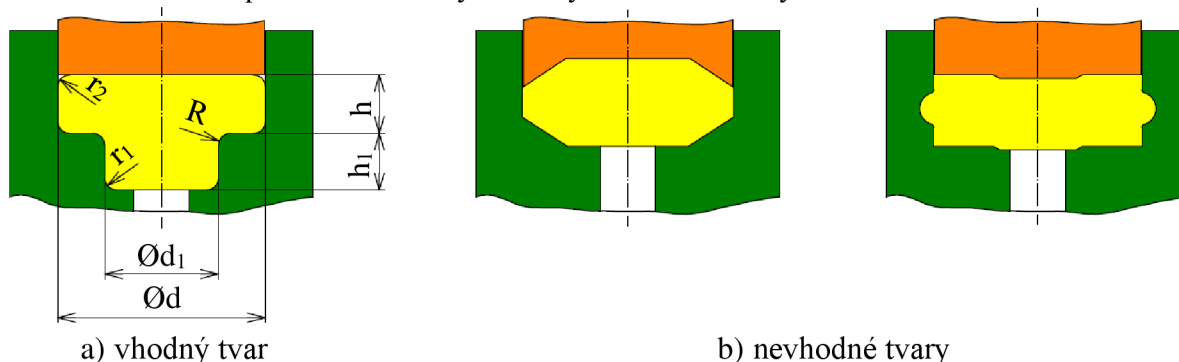 r₂
R
h
r₁
h₁
Ød₁
Ød
a) vhodný tvar
b) nevhodné tvary